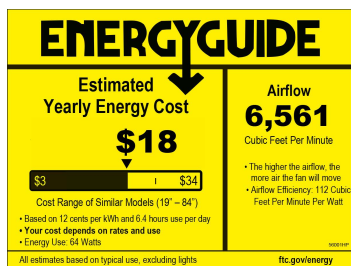 ENERGYGUIDE
Estimated
Yearly Energy Cost
$18
$3
$34
Cost Range of Similar Models (19" – 84")
• Based on 12 cents per kWh and 6.4 hours use per day
• Your cost depends on rates and use
• Energy Use: 64 Watts
Airflow
6,561
Cubic Feet Per Minute
• The higher the airflow, the
more air the fan will move
• Airflow Efficiency: 112 Cubic
Feet Per Minute Per Watt
All estimates based on typical use, excluding lights
ftc.gov/energy